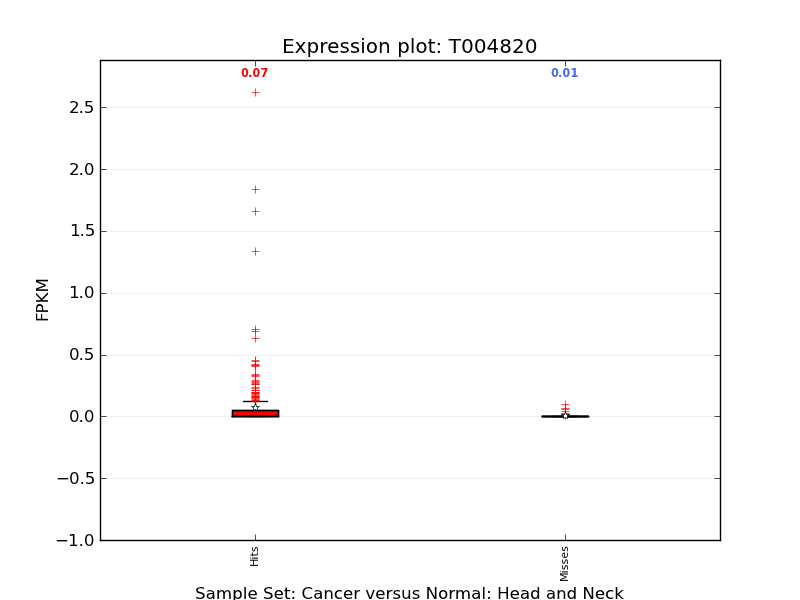 Expression plot: T004820
0.07
0.01
2.5
2.0
1.5
1.0
0.5
0.0
−0.5
−1.0
FPKM
Hits
Misses
Sample Set: Cancer versus Normal: Head and Neck